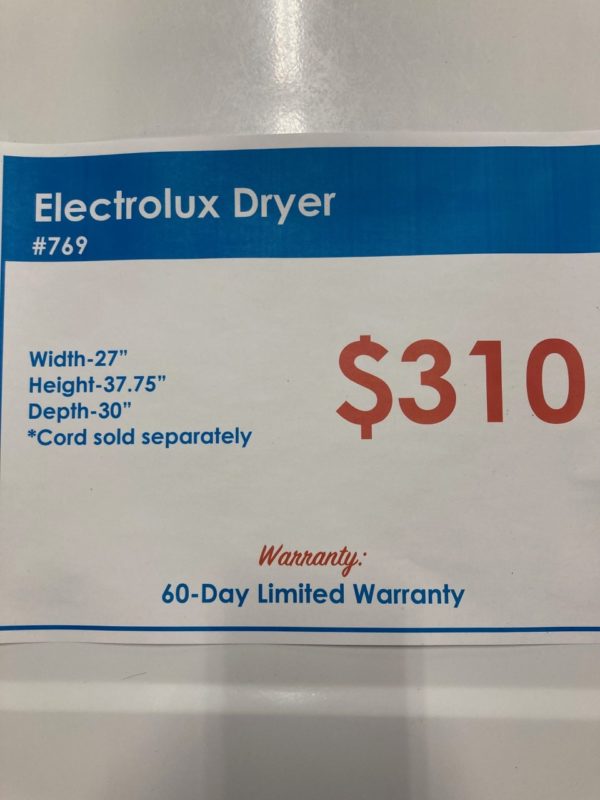 Electrolux Dryer
#769
Width-27”
Height-37.75”
Depth-30”
*Cord sold separately
$310
Warranty:
60-Day Limited Warranty